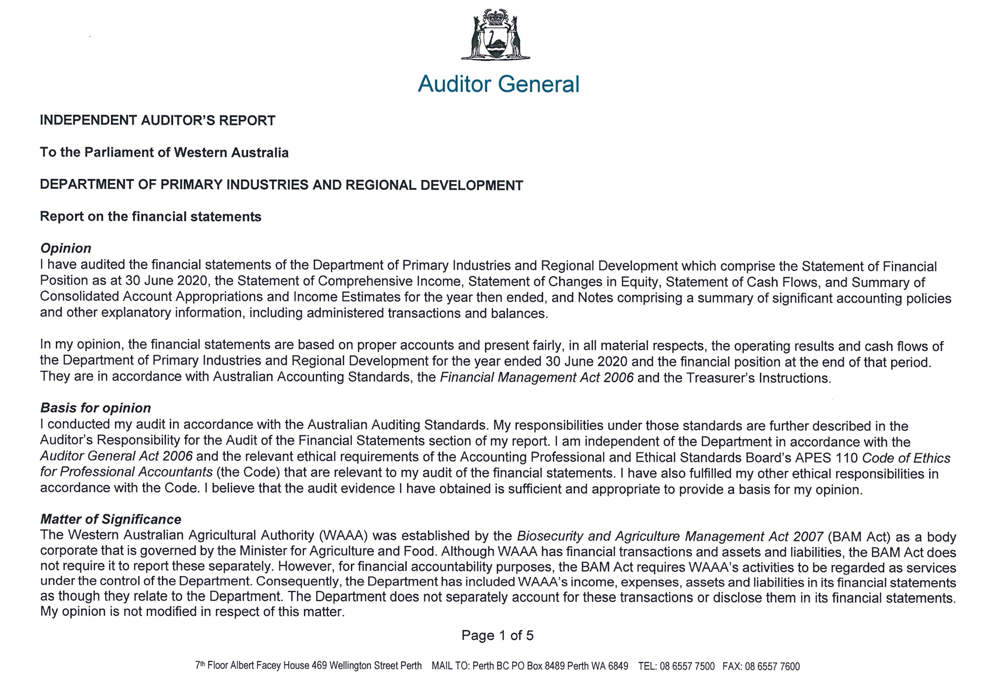 Auditor General
INDEPENDENT AUDITOR'S REPORT
To the Parliament of Western Australia
DEPARTMENT OF PRIMARY INDUSTRIES AND REGIONAL DEVELOPMENT
Report on the financial statements
Opinion
I have audited the financial statements of the Department of Primary Industries and Regional Development which comprise the Statement of Financial
Position as at 30 June 2020, the Statement of Comprehensive Income, Statement of Changes in Equity, Statement of Cash Flows, and Summary of
Consolidated Account Appropriations and Income Estimates for the year then ended, and Notes comprising a summary of significant accounting policies
and other explanatory information, including administered transactions and balances.
In my opinion, the financial statements are based on proper accounts and present fairly, in all material respects, the operating results and cash flows of
the Department of Primary Industries and Regional Development for the year ended 30 June 2020 and the financial position at the end of that period.
They are in accordance with Australian Accounting Standards, the Financial Management Act 2006 and the Treasurer's Instructions.
Basis for opinion
I conducted my audit in accordance with the Australian Auditing Standards. My responsibilities under those standards are further described in the
Auditor's Responsibility for the Audit of the Financial Statements section of my report. I am independent of the Department in accordance with the
Auditor General Act 2006 and the relevant ethical requirements of the Accounting Professional and Ethical Standards Board's APES 110 Code of Ethics
for Professional Accountants (the Code) that are relevant to my audit of the financial statements. I have also fulfilled my other ethical responsibilities in
accordance with the Code. I believe that the audit evidence I have obtained is sufficient and appropriate to provide a basis for my opinion.
Matter of Significance
The Western Australian Agricultural Authority (WAAA) was established by the Biosecurity and Agriculture Management Act 2007 (BAM Act) as a body
corporate that is governed by the Minister for Agriculture and Food. Although WAAA has financial transactions and assets and liabilities, the BAM Act does
not require it to report these separately. However, for financial accountability purposes, the BAM Act requires WAAA's activities to be regarded as services
under the control of the Department. Consequently, the Department has included WAAA's income, expenses, assets and liabilities in its financial statements
as though they relate to the Department. The Department does not separately account for these transactions or disclose them in its financial statements.
My opinion is not modified in respect of this matter.
Page 1 of 5
7th Floor Albert Facey House 469 Wellington Street Perth MAIL TO: Perth BC PO Box 8489 Perth WA 6849 TEL: 08 6557 7500 FAX: 08 6557 7600